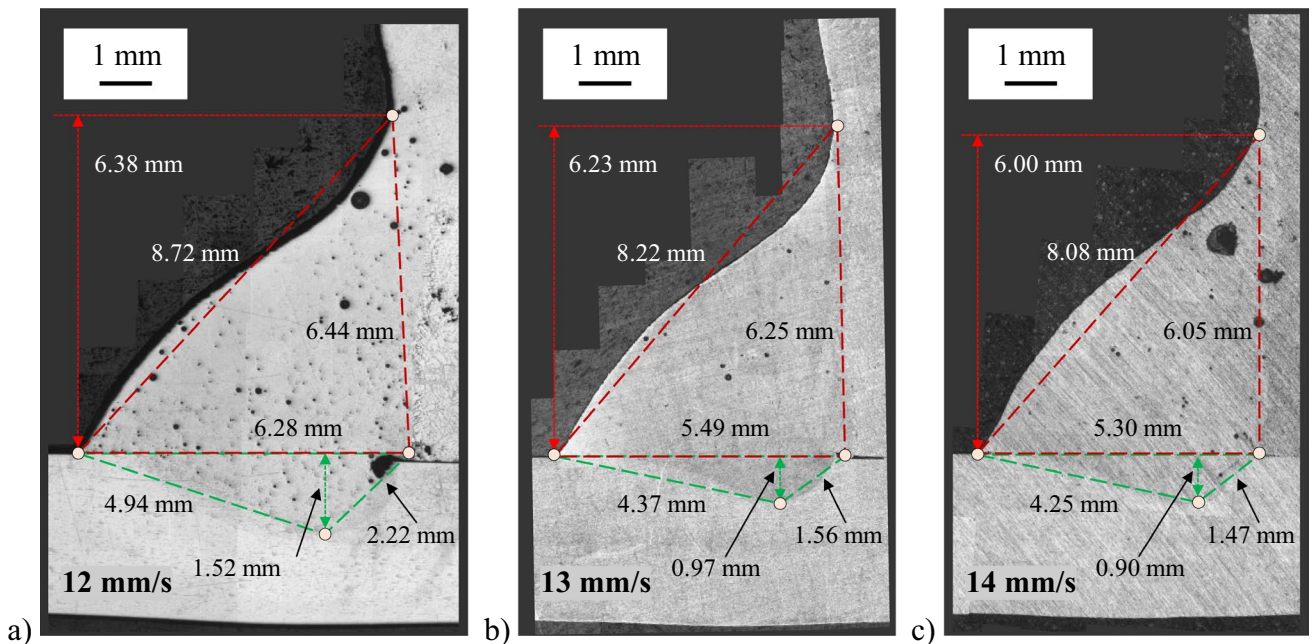 1 mm
6.38 mm
8.72 mm
6.44 mm
6.28 mm
4.94 mm
2.22 mm
1.52 mm
12 mm/s
a)
1 mm
6.23 mm
8.22 mm
6.25 mm
5.49 mm
4.37 mm
1.56 mm
0.97 mm
13 mm/s
b)
1 mm
6.00 mm
8.08 mm
6.05 mm
5.30 mm
4.25 mm
1.47 mm
0.90 mm
14 mm/s
c)